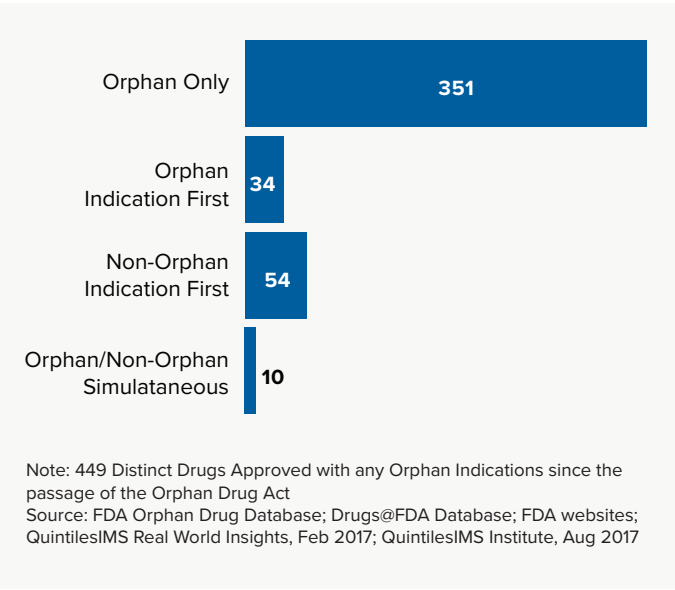 Orphan Only
351
Orphan
Indication First
34
Non-Orphan
Indication First
54
Orphan/Non-Orphan
Simulataneous
10
Note: 449 Distinct Drugs Approved with any Orphan Indications since the
passage of the Orphan Drug Act
Source: FDA Orphan Drug Database; Drugs@FDA Database; FDA websites;
QuintilesIMS Real World Insights, Feb 2017; QuintilesIMS Institute, Aug 2017